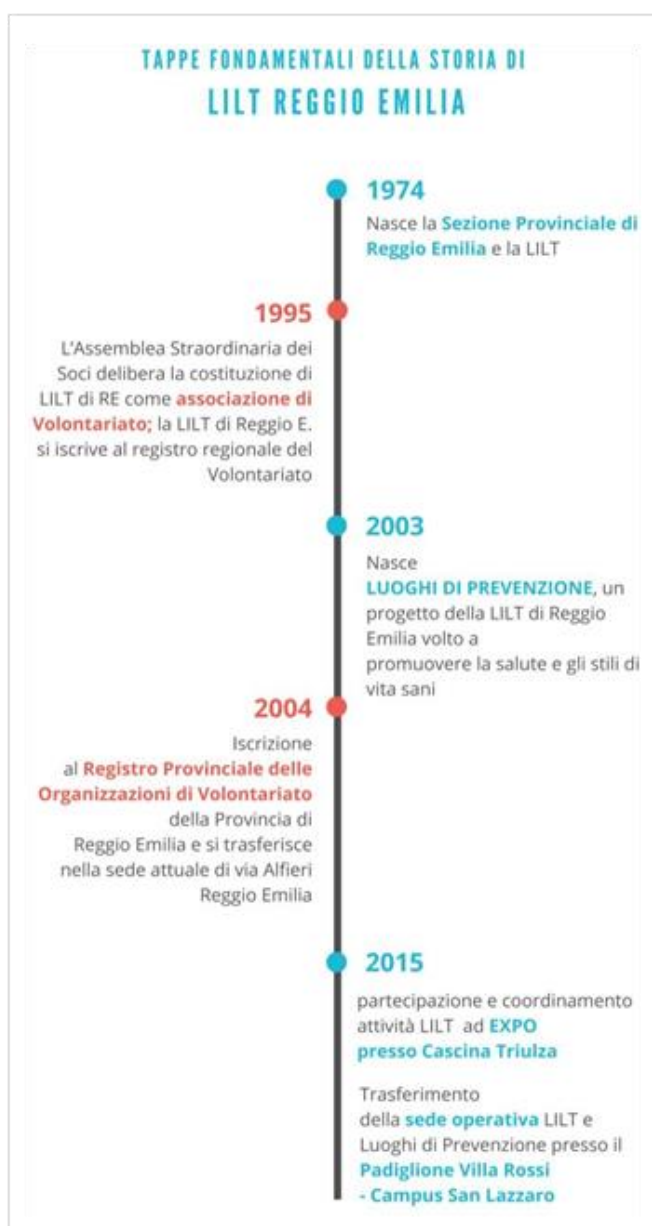 TAPPE FONDAMENTALI DELLA STORIA DI
LILT REGGIO EMILIA
1974
Nasce la Sezione Provinciale di
Reggio Emilia e la LILT
1995
L'Assemblea Straordinaria dei
Soci delibera la costituzione di
LILT di RE come associazione di
Volontariato; la LILT di Reggio E.
si iscrive al registro regionale del
Volontariato
2003
Nasce
LUOGHI DI PREVENZIONE, un
progetto della LILT di Reggio
Emilia volto a
promuovere la salute e gli stili di
vita sani
2004
Iscrizione
al Registro Provinciale delle
Organizzazioni di Volontariato
della Provincia di
Reggio Emilia e si trasferisce
nella sede attuale di via Alfieri
Reggio Emilia
2015
partecipazione e coordinamento
attività LILT ad EXPO
presso Cascina Triulza
Trasferimento
della sede operativa LILT e
Luoghi di Prevenzione presso il
Padiglione Villa Rossi
- Campus San Lazzaro